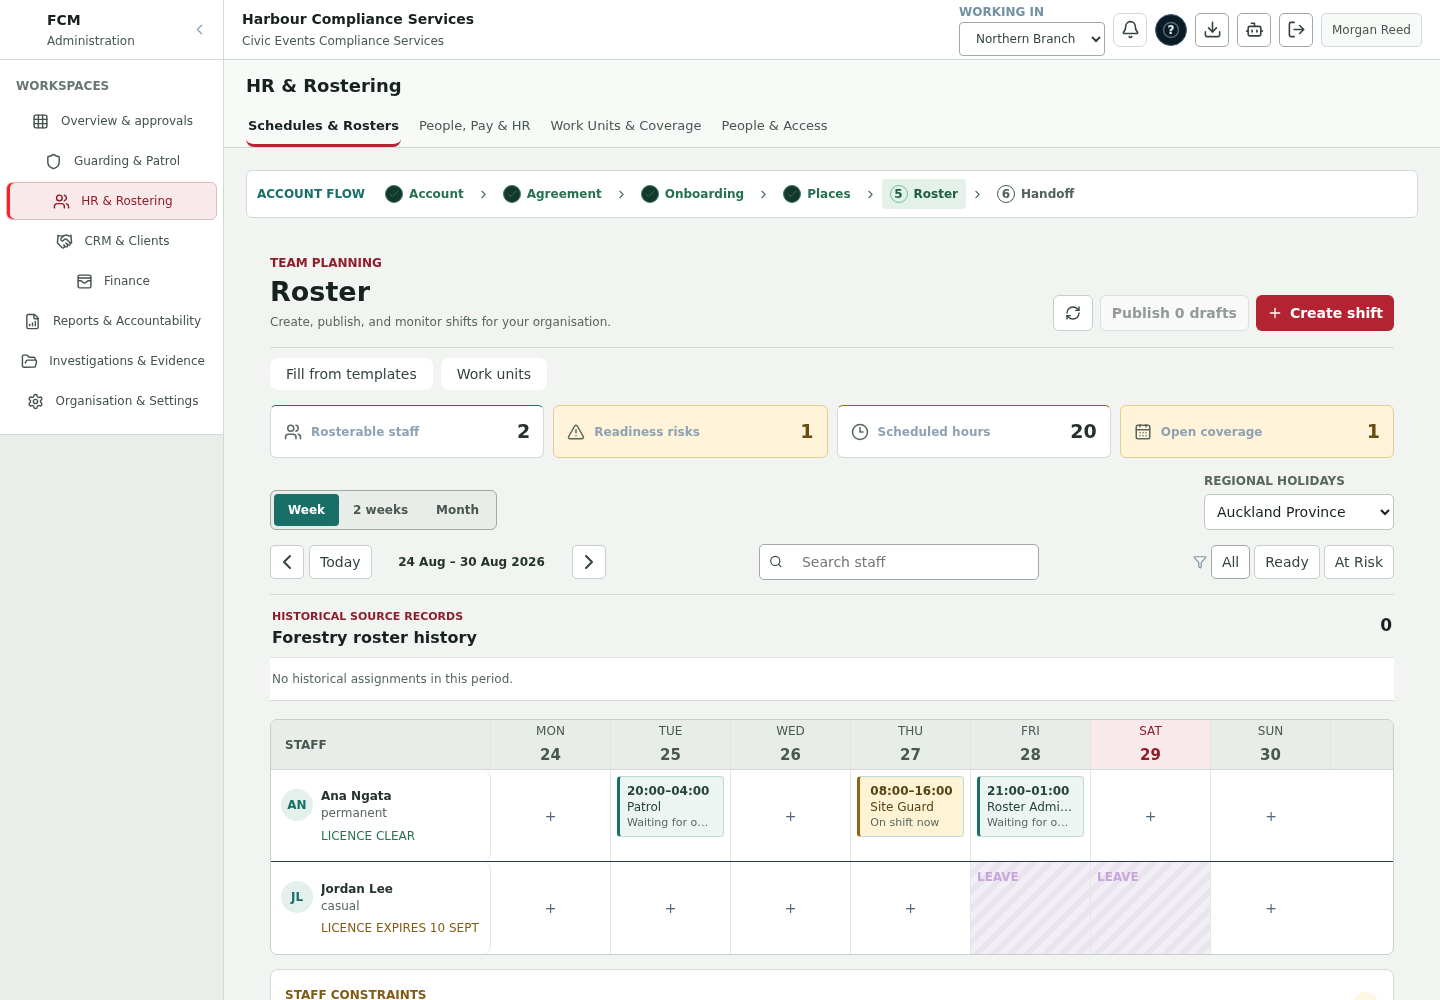 FCM
Administration
WORKSPACES
Overview & approvals
Guarding & Patrol
HR & Rostering
CRM & Clients
Finance
Reports & Accountability
Investigations & Evidence
Organisation & Settings
Harbour Compliance Services
Civic Events Compliance Services
WORKING IN
Northern Branch
?
Morgan Reed
HR & Rostering
Schedules & Rosters
People, Pay & HR
Work Units & Coverage
People & Access
ACCOUNT FLOW
Account
Agreement
Onboarding
Places
5 Roster
6 Handoff
TEAM PLANNING
Roster
Create, publish, and monitor shifts for your organisation.
Publish 0 drafts
+ Create shift
Fill from templates
Work units
Rosterable staff 2
Readiness risks 1
Scheduled hours 20
Open coverage 1
Week
2 weeks
Month
REGIONAL HOLIDAYS
Auckland Province
Today
24 Aug – 30 Aug 2026
Search staff
All
Ready
At Risk
HISTORICAL SOURCE RECORDS
Forestry roster history
0
No historical assignments in this period.
STAFF
MON
24
TUE
25
WED
26
THU
27
FRI
28
SAT
29
SUN
30
AN
Ana Ngata
permanent
LICENCE CLEAR
+
20:00–04:00
Patrol
Waiting for o…
+
08:00–16:00
Site Guard
On shift now
21:00–01:00
Roster Admi…
Waiting for o…
+
+
JL
Jordan Lee
casual
LICENCE EXPIRES 10 SEPT
+
+
+
+
LEAVE
LEAVE
+
STAFF CONSTRAINTS